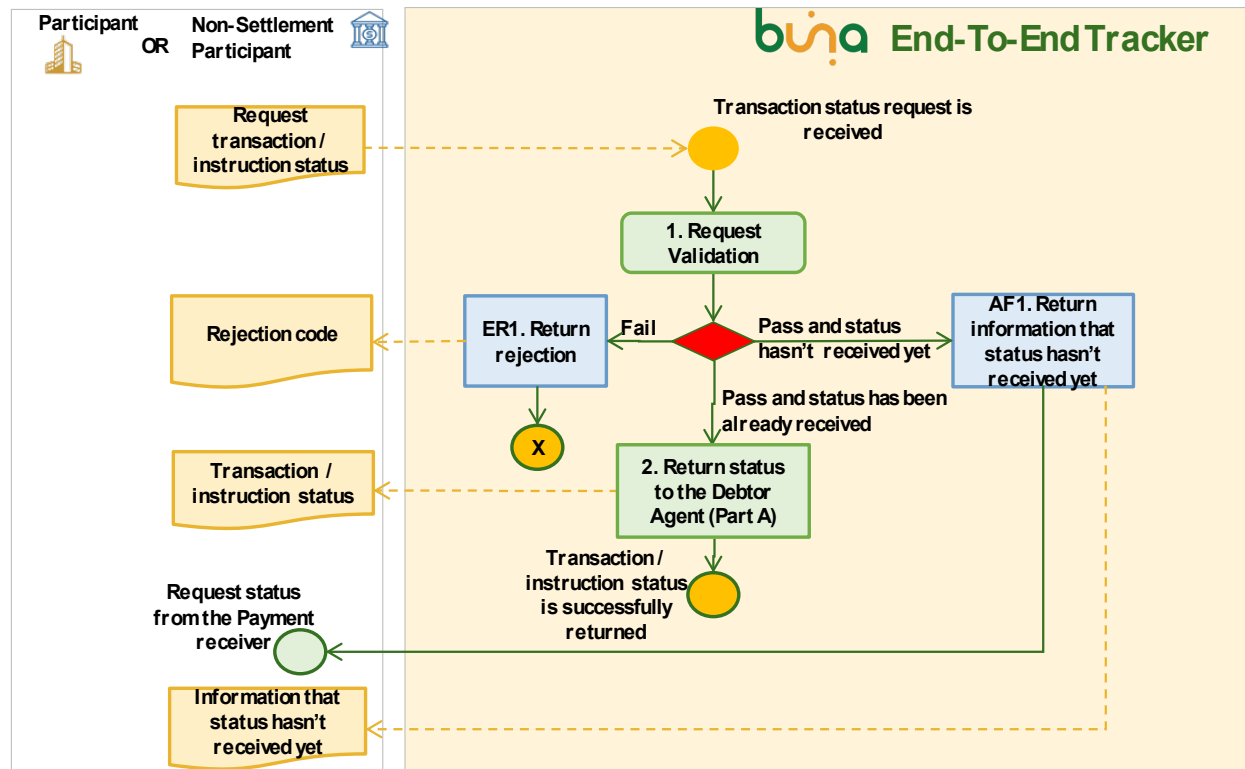 Participant
OR
Non-Settlement
Participant
buna End-To-End Tracker
Request
transaction /
instruction status
Transaction status request is
received
1. Request
Validation
Rejection code
ER1. Return
rejection
Fail
Pass and status
hasn't received yet
AF1. Return
information that
status hasn't
received yet
X
Pass and status has been
already received
Transaction /
instruction status
2. Return status
to the Debtor
Agent (Part A)
Transaction /
instruction status
is successfully
returned
Request status
from the Payment
receiver
Information that
status hasn't
received yet